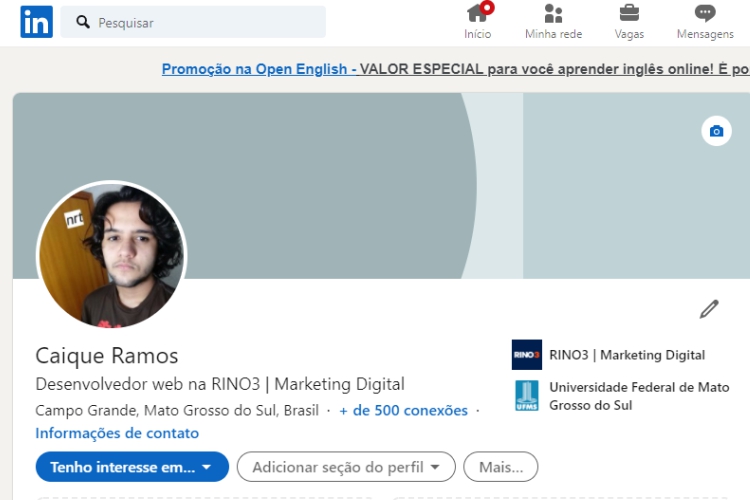 in
Pesquisar
Início
Minha rede
Vagas
Mensagens
Promoção na Open English - VALOR ESPECIAL para você aprender inglês online! É po
nrt
Caique Ramos
Desenvolvedor web na RINO3 | Marketing Digital
Campo Grande, Mato Grosso do Sul, Brasil · + de 500 conexões ·
Informações de contato
RINO3
RINO3 | Marketing Digital
UFMS
Universidade Federal de Mato
Grosso do Sul
Tenho interesse em...
Adicionar seção do perfil
Mais...